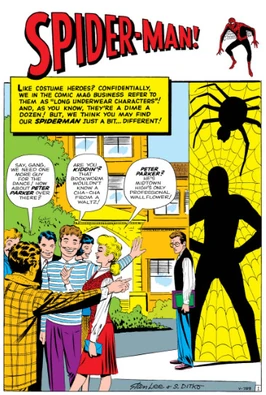 SPIDER-MAN!
LIKE COSTUME HEROES? CONFIDENTIALLY,
WE IN THE COMIC MAG BUSINESS REFER TO
THEM AS "LONG UNDERWEAR CHARACTERS"!
AND, AS YOU KNOW, THEY'RE A DIME A
DOZEN! BUT, WE THINK YOU MAY FIND
OUR SPIDERMAN JUST A BIT... DIFFERENT!
SAY, GANG,
WE NEED ONE
MORE GUY
FOR THE
DANCE! HOW
ABOUT PETER
PARKER OVER
THERE?
ARE YOU
KIDDIN'?
THAT
BOOKWORM
WOULDN'T
KNOW A
CHA-CHA
FROM A
WALTZ!
PETER
PARKER?
HE'S
MIDTOWN
HIGH'S ONLY
PROFESSIONAL
WALLFLOWER!
STAN LEE + S. DITKO